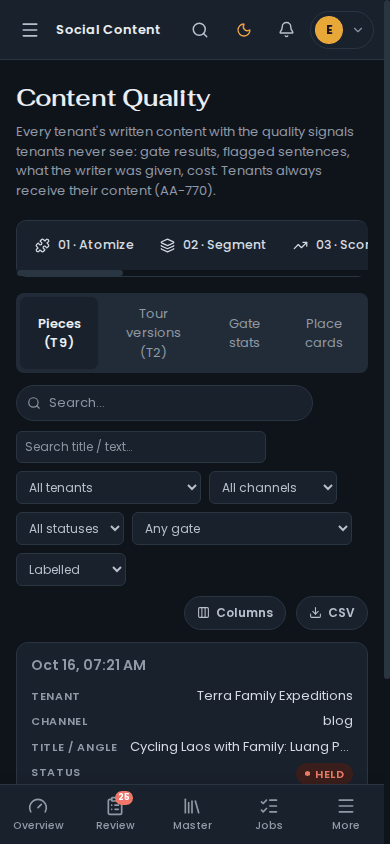 Social Content
E
Content Quality
Every tenant's written content with the quality signals
tenants never see: gate results, flagged sentences,
what the writer was given, cost. Tenants always
receive their content (AA-770).
01 · Atomize
02 · Segment
03 · Scor
Pieces
(T9)
Tour
versions
(T2)
Gate
stats
Place
cards
Search...
Search title / text...
All tenants
All channels
All statuses
Any gate
Labelled
Columns
CSV
Oct 16, 07:21 AM
TENANT
Terra Family Expeditions
CHANNEL
blog
TITLE / ANGLE
Cycling Laos with Family: Luang P...
STATUS
HELD
25
Overview
Review
Master
Jobs
More